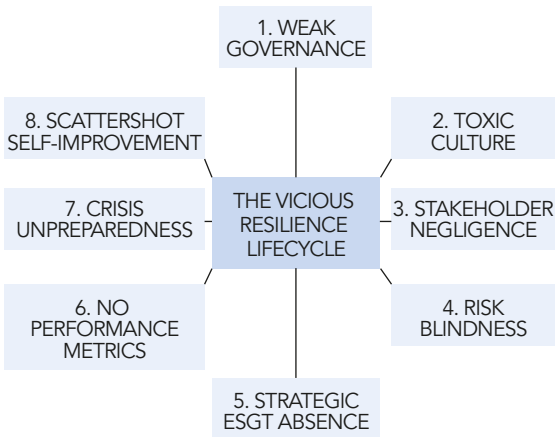 1. WEAK
GOVERNANCE
8. SCATTERSHOT
SELF-IMPROVEMENT
2. TOXIC
CULTURE
7. CRISIS
UNPREPAREDNESS
THE VICIOUS
RESILIENCE
LIFECYCLE
3. STAKEHOLDER
NEGLIGENCE
6. NO
PERFORMANCE
METRICS
4. RISK
BLINDNESS
5. STRATEGIC
ESGT ABSENCE